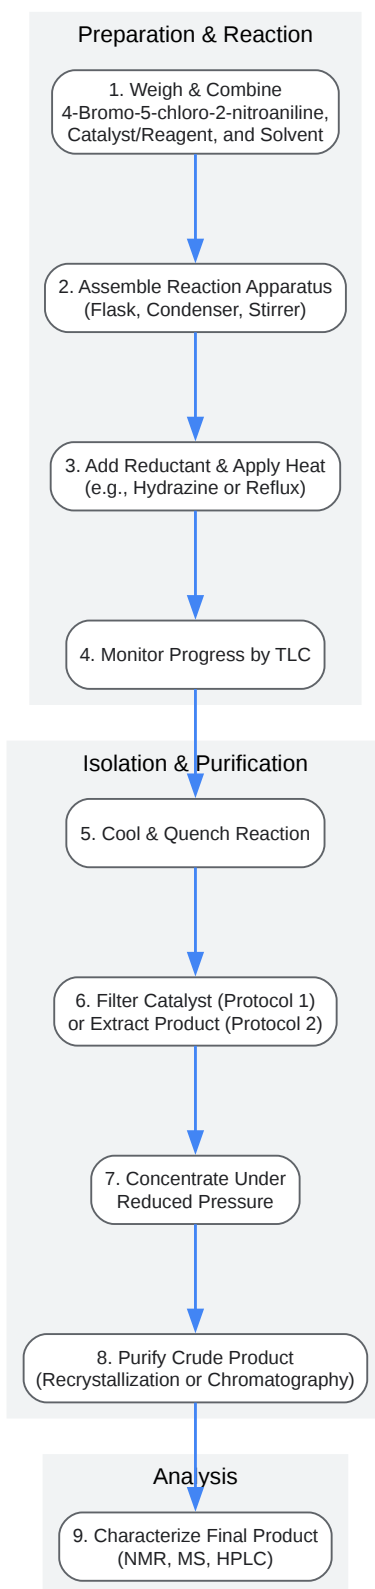 Preparation & Reaction
1. Weigh & Combine
4-Bromo-5-chloro-2-nitroaniline,
Catalyst/Reagent, and Solvent
2. Assemble Reaction Apparatus
(Flask, Condenser, Stirrer)
3. Add Reductant & Apply Heat
(e.g., Hydrazine or Reflux)
4. Monitor Progress by TLC
Isolation & Purification
5. Cool & Quench Reaction
6. Filter Catalyst (Protocol 1)
or Extract Product (Protocol 2)
7. Concentrate Under
Reduced Pressure
8. Purify Crude Product
(Recrystallization or Chromatography)
Analysis
9. Characterize Final Product
(NMR, MS, HPLC)